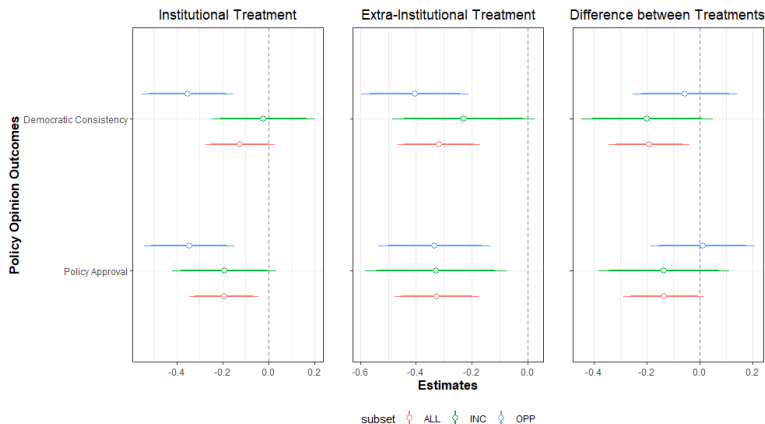 Institutional Treatment
Extra-Institutional Treatment
Difference between Treatments
Policy Opinion Outcomes
Democratic Consistency
Policy Approval
-0.4 -0.2 0.0 0.2
-0.4 -0.2 0.0
-0.4 -0.2 0.0 0.2
Estimates
subset ALL INC OPP